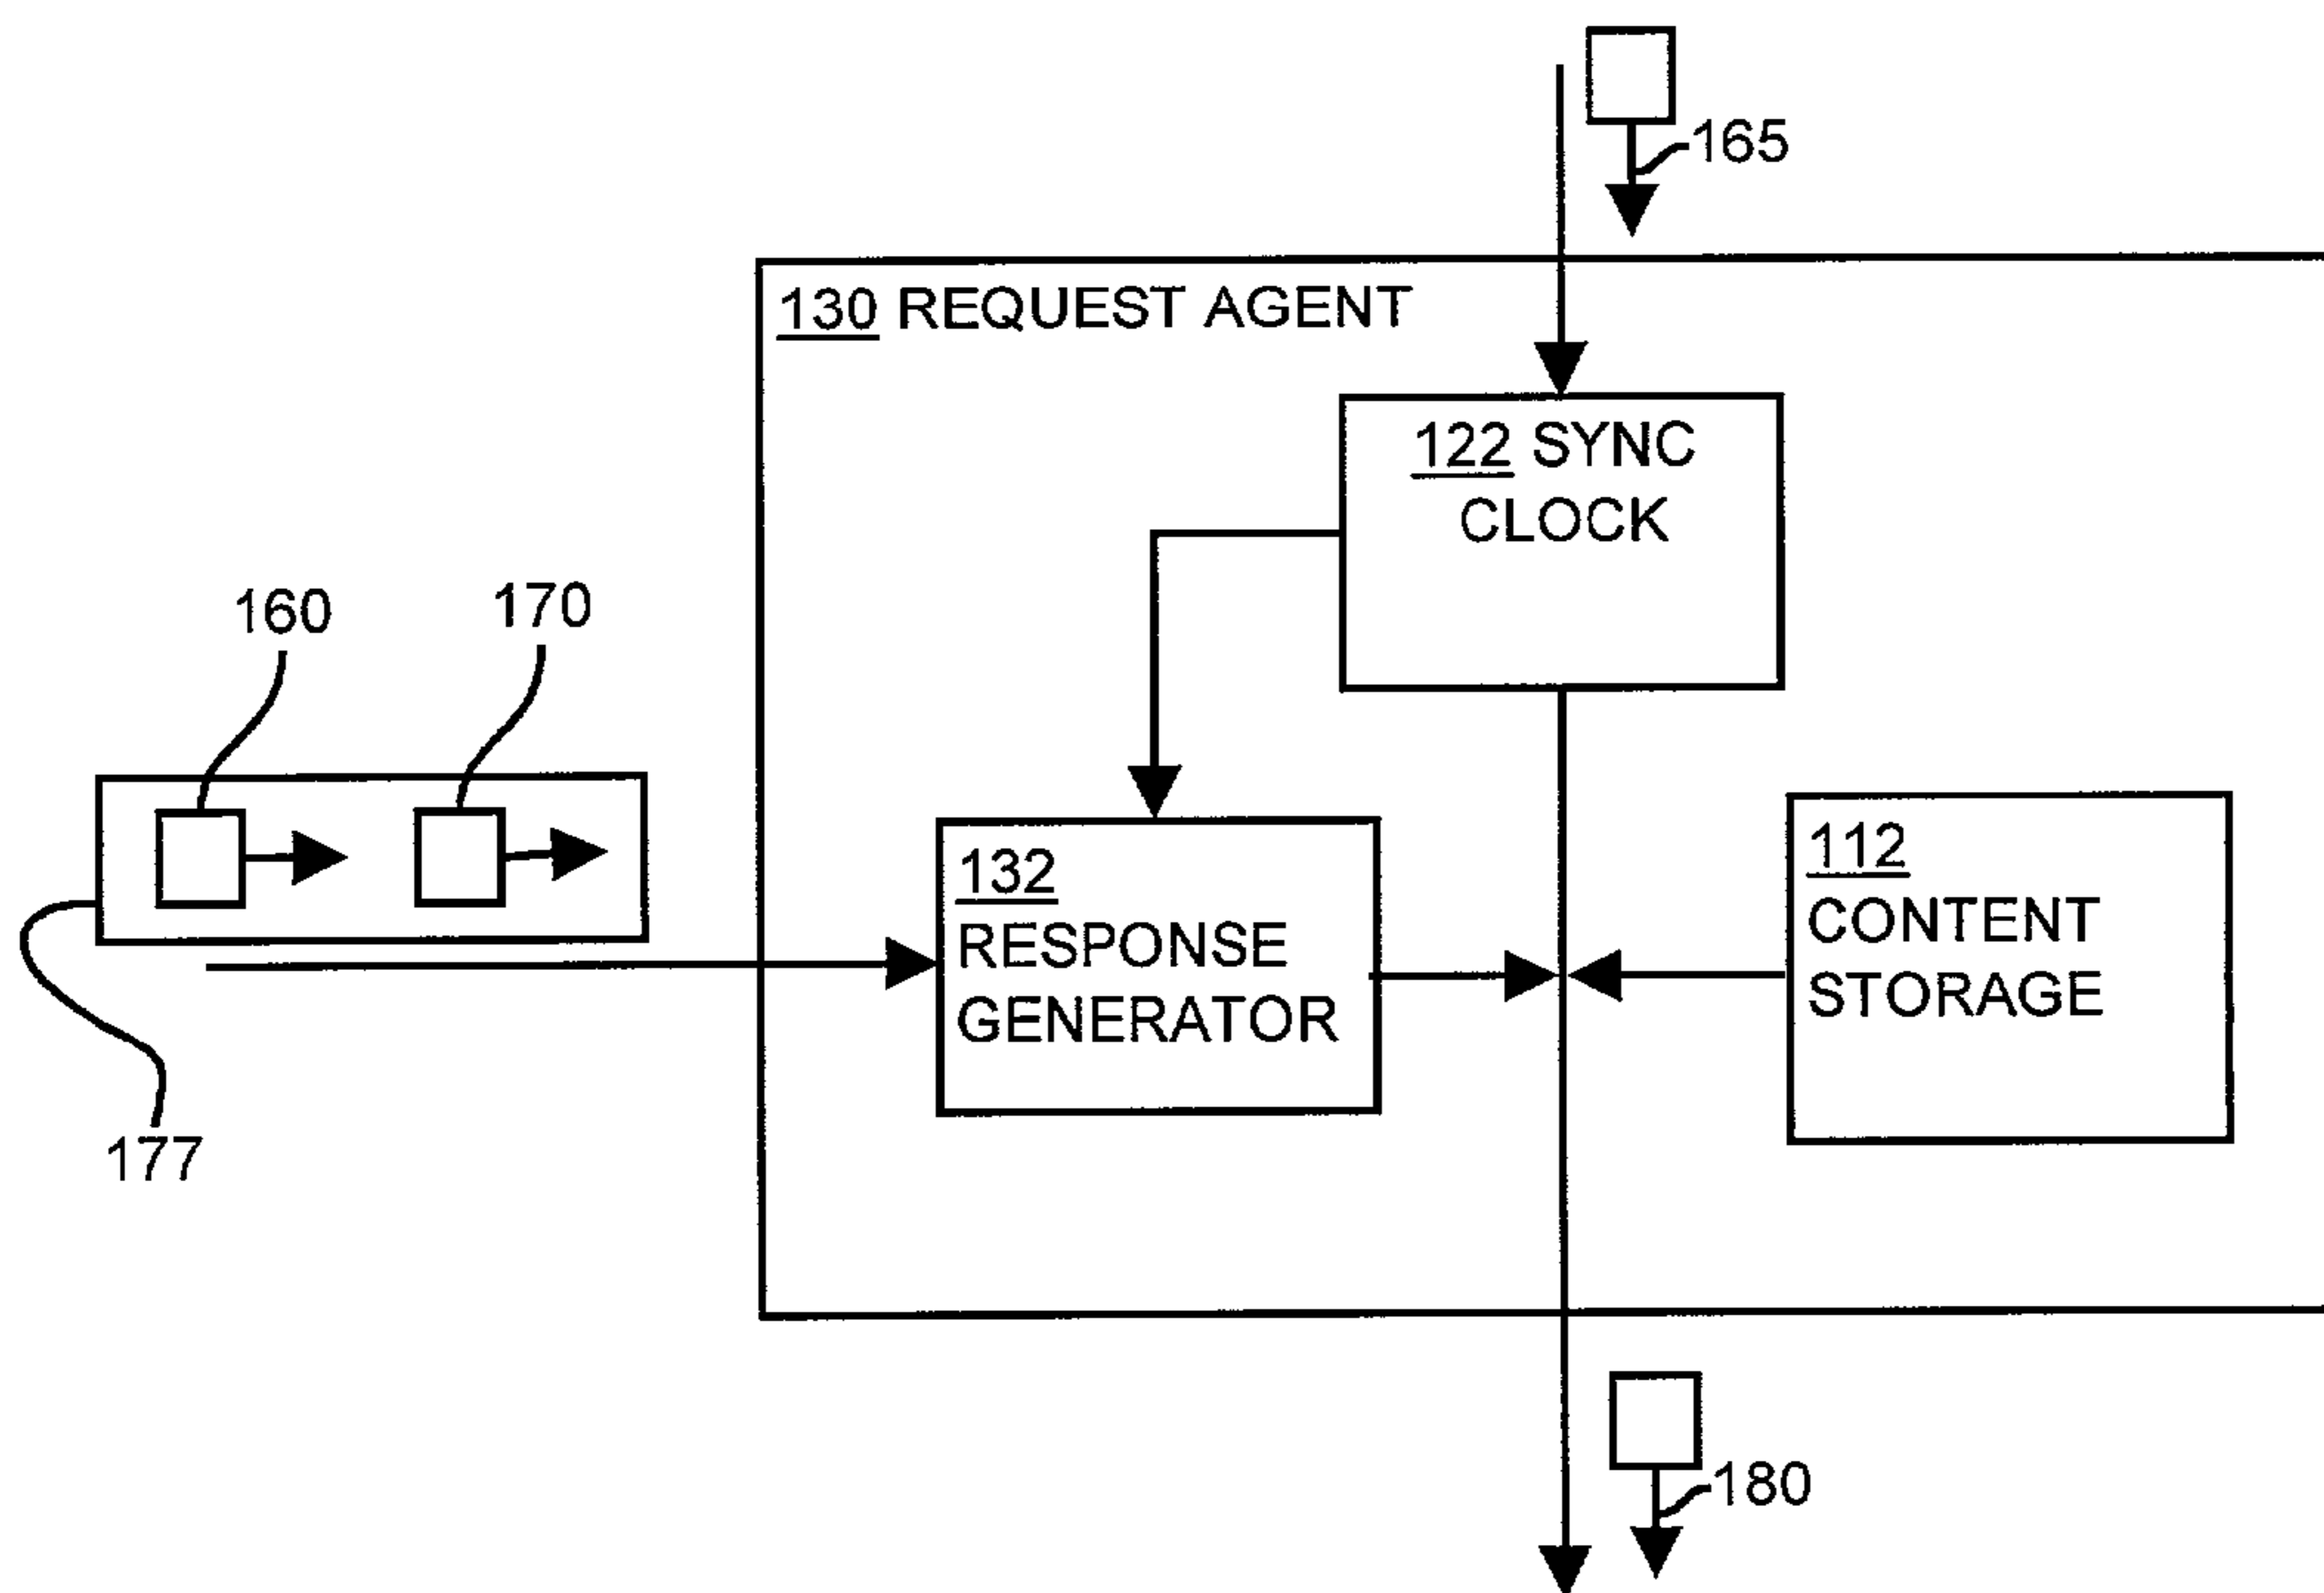 165
130 REQUEST AGENT
122 SYNC
CLOCK
160
170
132
RESPONSE
GENERATOR
112
CONTENT
STORAGE
177
180